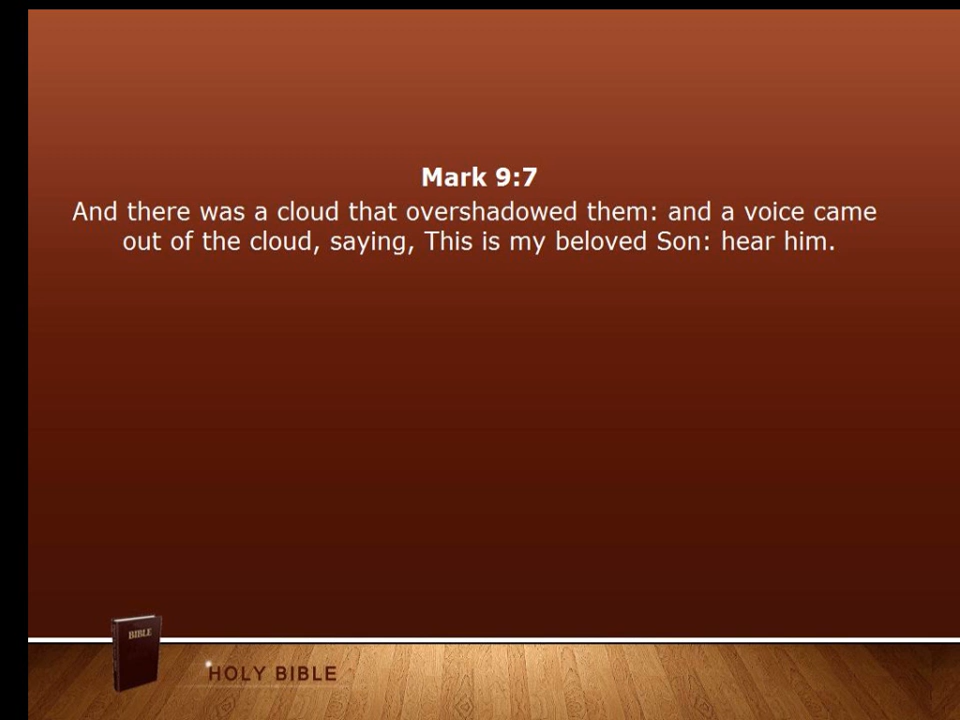 Mark 9:7
And there was a cloud that overshadowed them: and a voice came
out of the cloud, saying, This is my beloved Son: hear him.
BIBLE
HOLY BIBLE